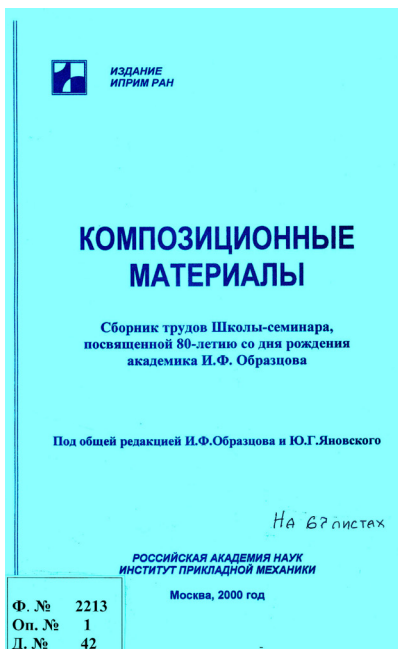 ИЗДАНИЕ
ИПРИМ РАН
КОМПОЗИЦИОННЫЕ
МАТЕРИАЛЫ
Сборник трудов Школы-семинара,
посвященной 80-летию со дня рождения
академика И.Ф. Образцова
Под общей редакцией И.Ф.Образцова и Ю.Г.Яновского
На 67 листах
РОССИЙСКАЯ АКАДЕМИЯ НАУК
ИНСТИТУТ ПРИКЛАДНОЙ МЕХАНИКИ
Москва, 2000 год
Ф. № 2213
Оп. № 1
Д. № 42